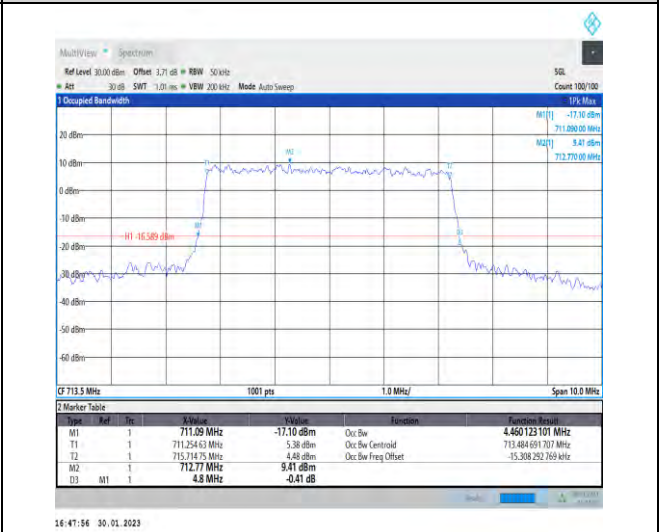 MultiView Spectrum
Ref Level 30.00 dBm Offset 3.71 dB RBW 50 kHz SGL
Att 30 dB SWT 1.01 ms VBW 200 kHz Mode Auto Sweep Count 100/100
1 Occupied Bandwidth 1Pk Max
M1[1] -17.10 dBm
711.090 00 MHz
M2[1] 9.41 dBm
712.770 00 MHz
20 dBm
M2
T1
T2
10 dBm
0 dBm
-10 dBm
H1 -16.589 dBm
-20 dBm
-30 dBm
-40 dBm
-50 dBm
-60 dBm
CF 713.5 MHz 1001 pts 1.0 MHz/ Span 10.0 MHz
2 Marker Table
Type Ref Trc X-Value Y-Value Function Function Result
M1 1 711.09 MHz -17.10 dBm Occ Bw 4.460 123 101 MHz
T1 1 711.254 63 MHz 5.38 dBm Occ Bw Centroid 713.484 691 707 MHz
T2 1 715.714 75 MHz 4.48 dBm Occ Bw Freq Offset -15.308 292 769 kHz
M2 1 712.77 MHz 9.41 dBm
D3 M1 1 4.8 MHz -0.41 dB
16:47:56 30.01.2023